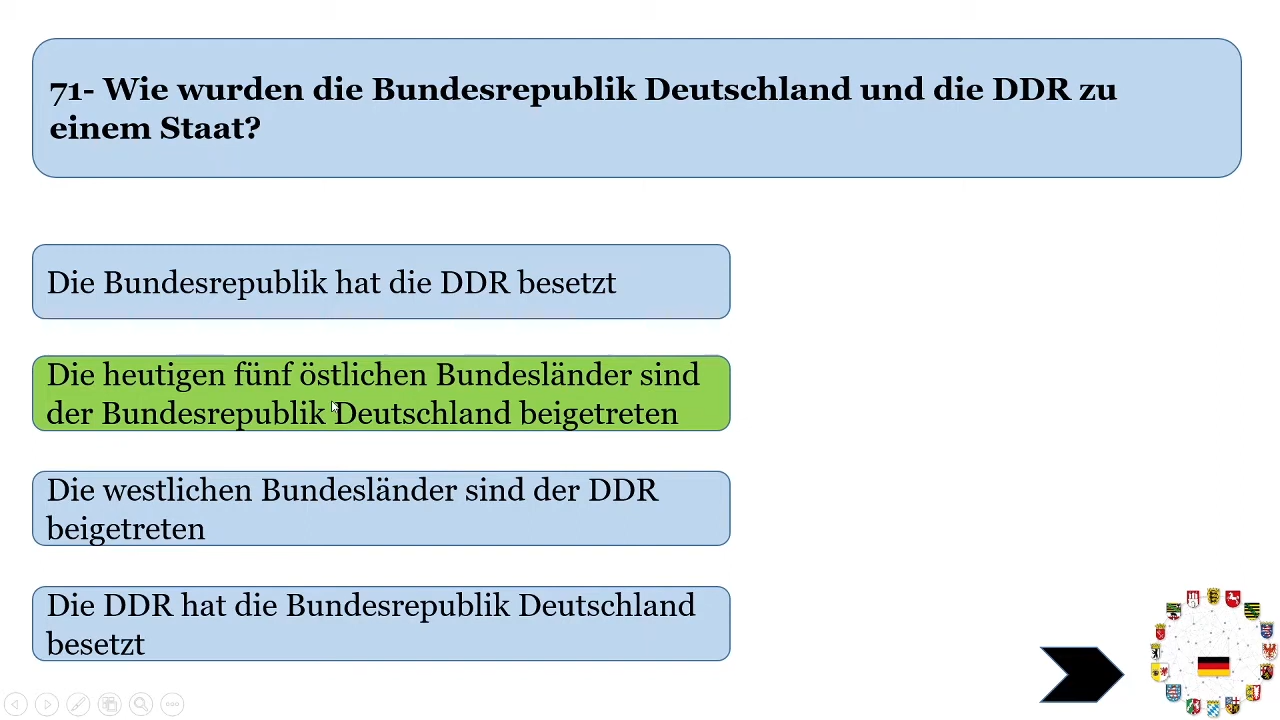 71- Wie wurden die Bundesrepublik Deutschland und die DDR zu
einem Staat?
Die Bundesrepublik hat die DDR besetzt
Die heutigen fünf östlichen Bundesländer sind
der Bundesrepublik Deutschland beigetreten
Die westlichen Bundesländer sind der DDR
beigetreten
Die DDR hat die Bundesrepublik Deutschland
besetzt